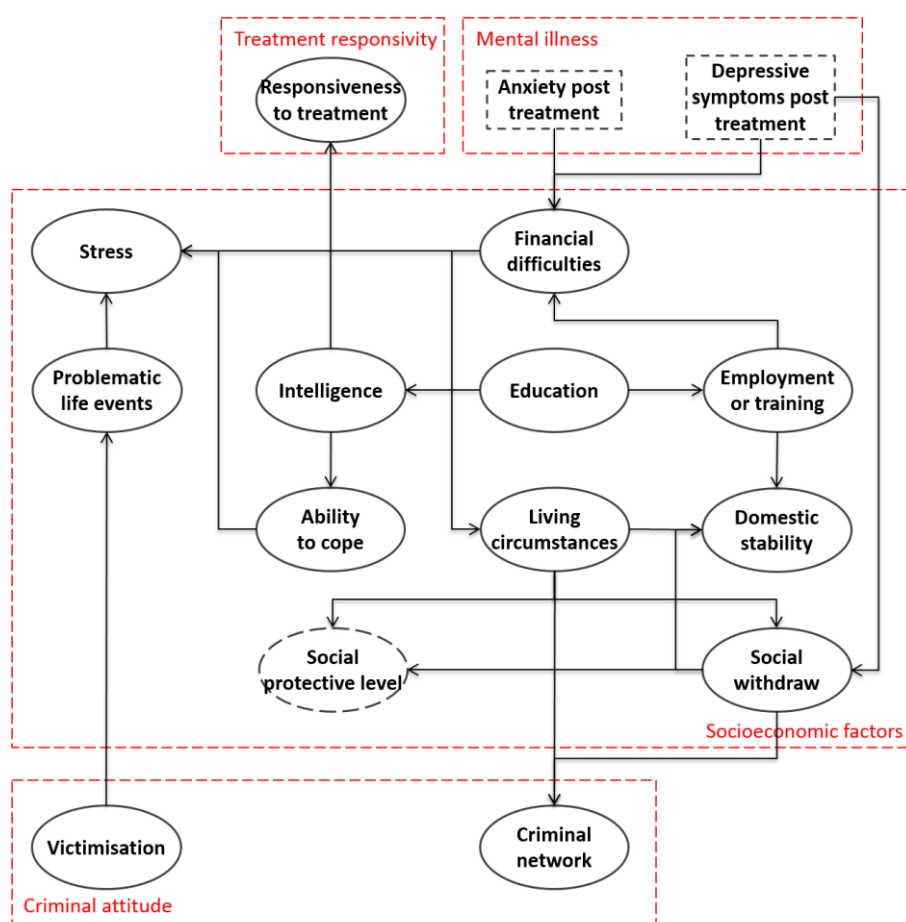 Treatment responsivity
Mental illness
Responsiveness
to treatment
Anxiety post
treatment
Depressive
symptoms post
treatment
Stress
Financial
difficulties
Problematic
life events
Intelligence
Education
Employment
or training
Ability
to cope
Living
circumstances
Domestic
stability
Social
protective level
Social
withdraw
Socioeconomic factors
Victimisation
Criminal
network
Criminal attitude